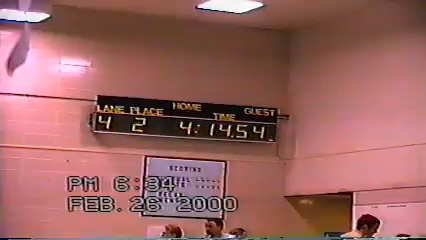 HOME GUEST
LANE PLACE TIME
4 2 4:14.54
SCORING
PM 6:34
FEB. 26 2000